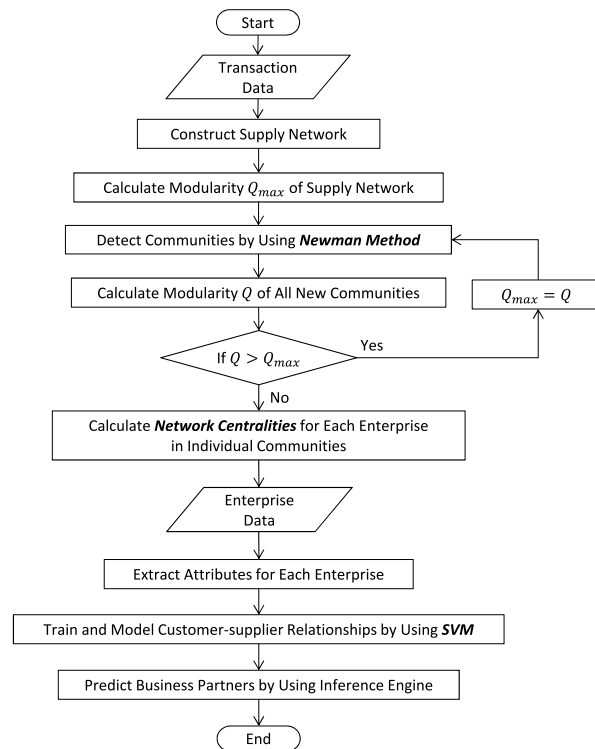 Start
Transaction
Data
Construct Supply Network
Calculate Modularity Qmax of Supply Network
Detect Communities by Using Newman Method
Calculate Modularity Q of All New Communities
Qmax = Q
If Q > Qmax
Yes
No
Calculate Network Centralities for Each Enterprise
in Individual Communities
Enterprise
Data
Extract Attributes for Each Enterprise
Train and Model Customer-supplier Relationships by Using SVM
Predict Business Partners by Using Inference Engine
End